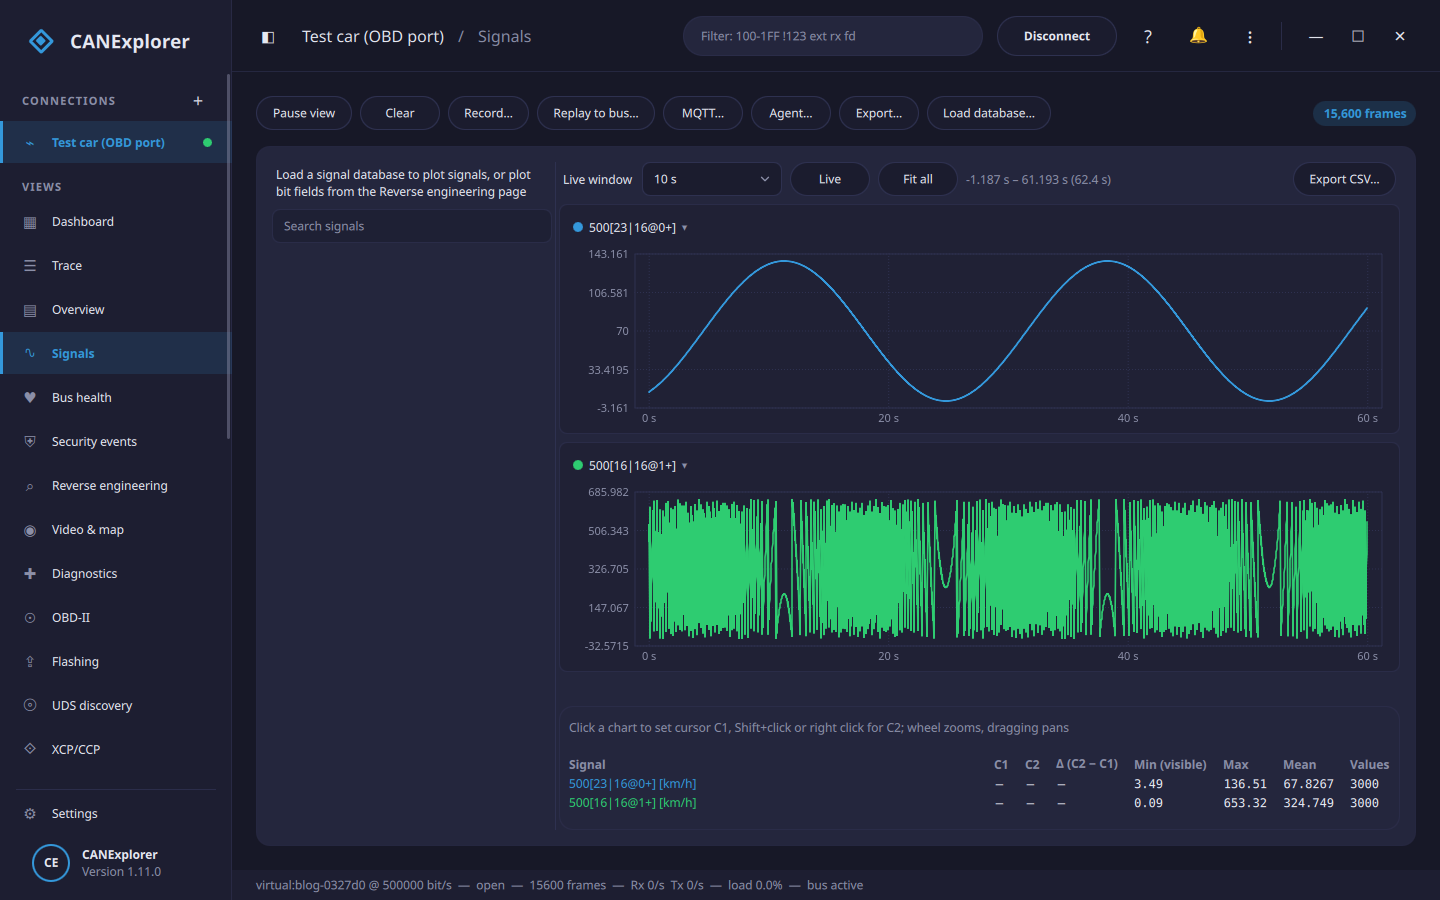 CANExplorer
CONNECTIONS +
Test car (OBD port)
VIEWS
Dashboard
Trace
Overview
Signals
Bus health
Security events
Reverse engineering
Video & map
Diagnostics
OBD-II
Flashing
UDS discovery
XCP/CCP
Settings
CE
CANExplorer
Version 1.11.0
Test car (OBD port) / Signals
Filter: 100-1FF !123 ext rx fd
Disconnect
?
Pause view
Clear
Record...
Replay to bus...
MQTT...
Agent...
Export...
Load database...
15,600 frames
Load a signal database to plot signals, or plot
bit fields from the Reverse engineering page
Search signals
Live window
10 s
Live
Fit all
-1.187 s – 61.193 s (62.4 s)
Export CSV...
500[23|16@0+] ▾
143.161
106.581
70
33.4195
-3.161
0 s 20 s 40 s 60 s
500[16|16@1+] ▾
685.982
506.343
326.705
147.067
-32.5715
0 s 20 s 40 s 60 s
Click a chart to set cursor C1, Shift+click or right click for C2; wheel zooms, dragging pans
Signal C1 C2 Δ (C2 − C1) Min (visible) Max Mean Values
500[23|16@0+] [km/h] — — — 3.49 136.51 67.8267 3000
500[16|16@1+] [km/h] — — — 0.09 653.32 324.749 3000
virtual:blog-0327d0 @ 500000 bit/s — open — 15600 frames — Rx 0/s Tx 0/s — load 0.0% — bus active